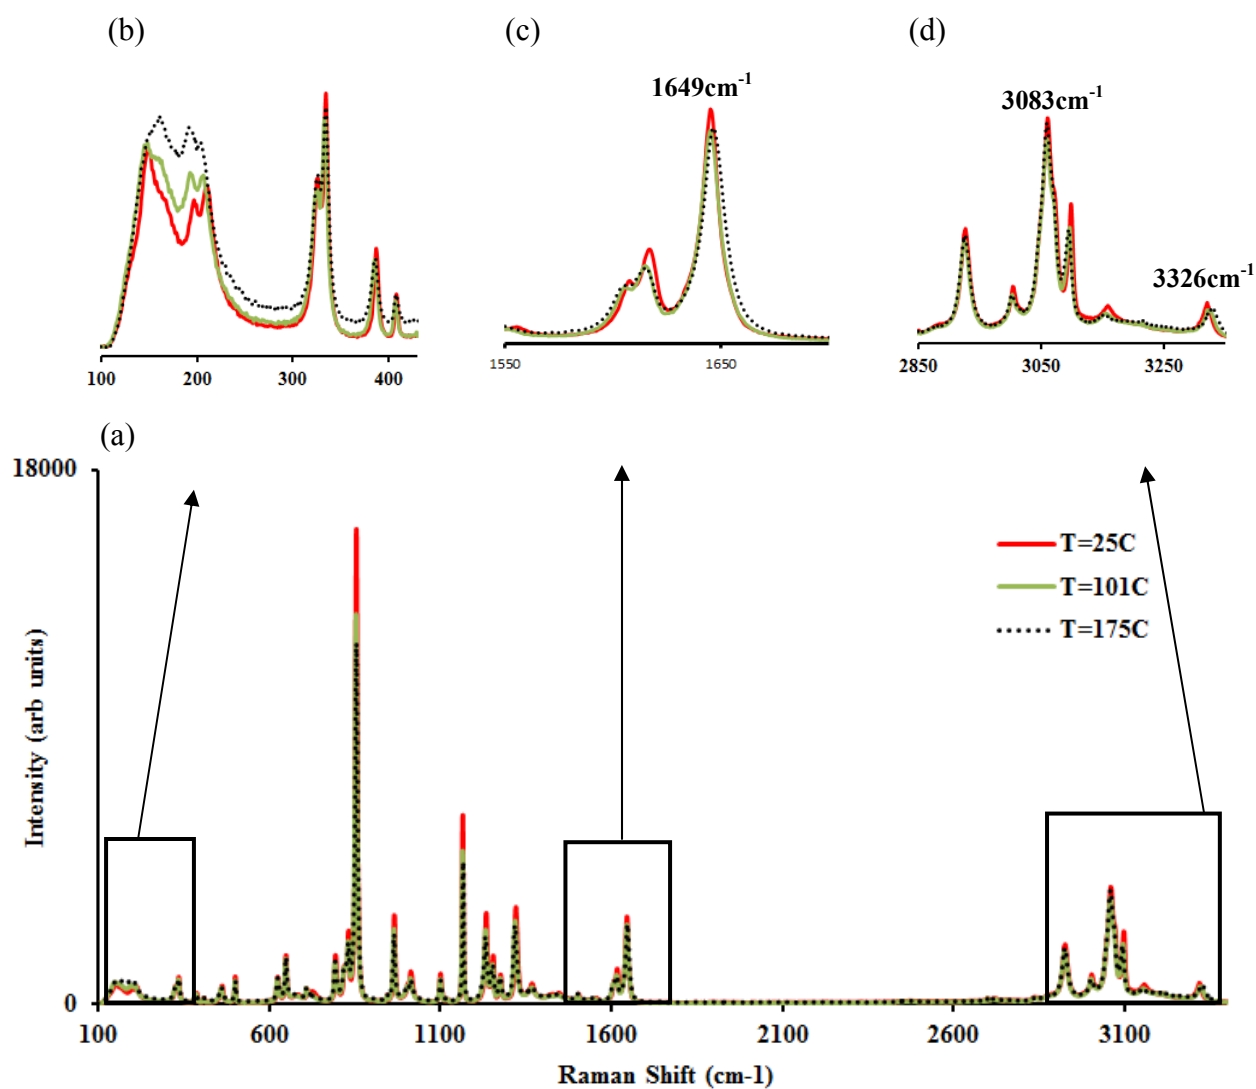 (b) (c) (d)
1649cm-1 3083cm-1
3326cm-1
100 200 300 400 1550 1650 2850 3050 3250
(a)
18000
T=25C
T=101C
T=175C
Intensity (arb units)
0
100 600 1100 1600 2100 2600 3100
Raman Shift (cm-1)